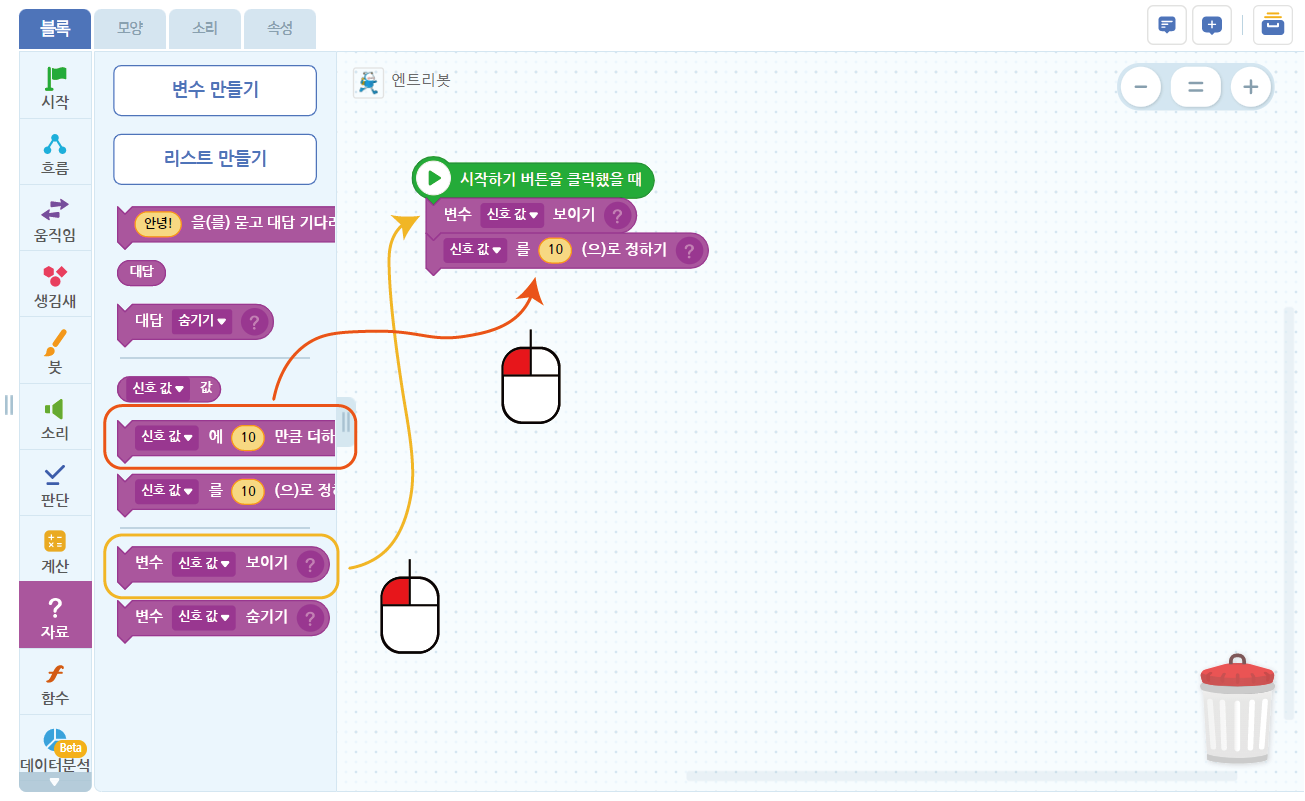 블록
모양
소리
속성
시작
흐름
움직임
생김새
붓
소리
판단
계산
?
자료
함수
Beta
데이터분석
변수 만들기
리스트 만들기
안녕! 을(를) 묻고 대답 기다리
대답
대답 숨기기 ?
신호 값 값
신호 값 에 10 만큼 더하
신호 값 를 10 (으)로 정하
변수 신호 값 보이기 ?
변수 신호 값 숨기기 ?
엔트리봇
시작하기 버튼을 클릭했을 때
변수 신호 값 보이기 ?
신호 값 를 10 (으)로 정하기 ?